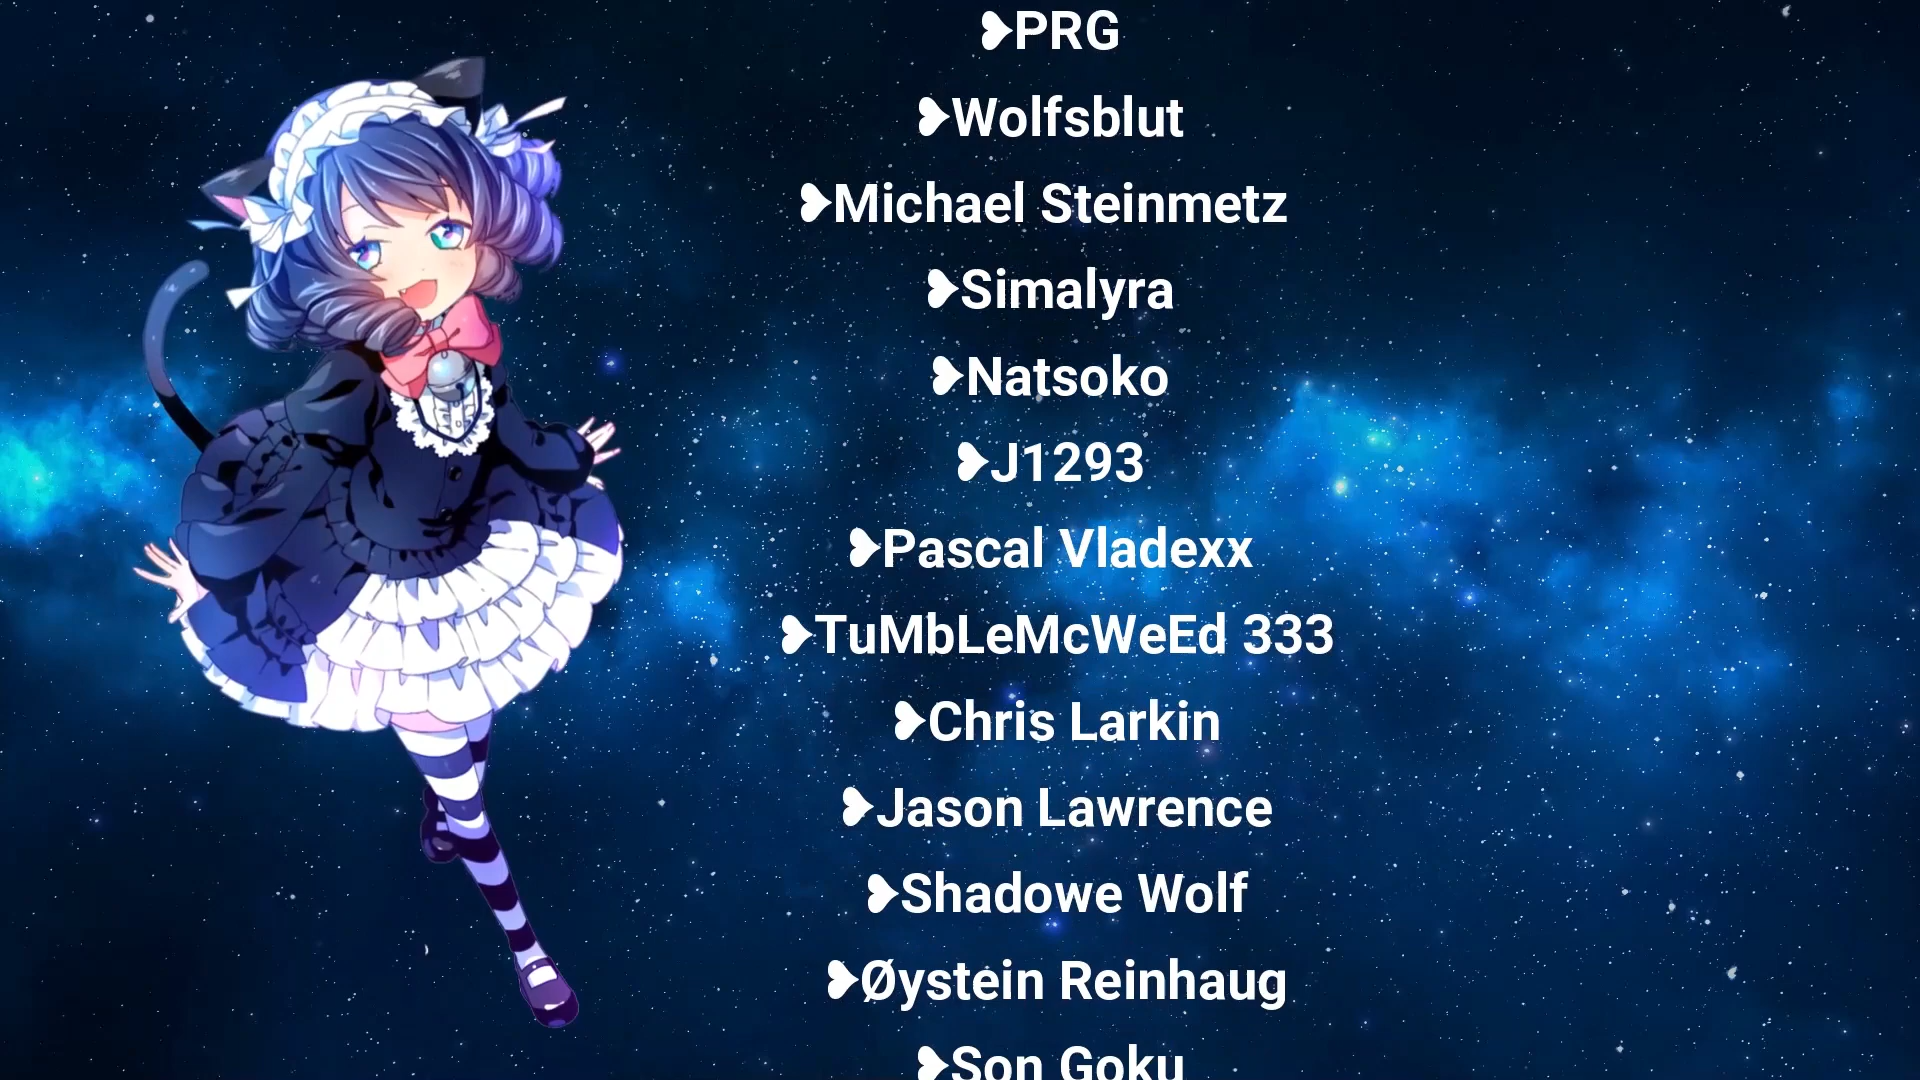 ❥PRG
❥Wolfsblut
❥Michael Steinmetz
❥Simalyra
❥Natsoko
❥J1293
❥Pascal Vladexx
❥TuMbLeMcWeEd 333
❥Chris Larkin
❥Jason Lawrence
❥Shadowe Wolf
❥Øystein Reinhaug
❥Son Goku